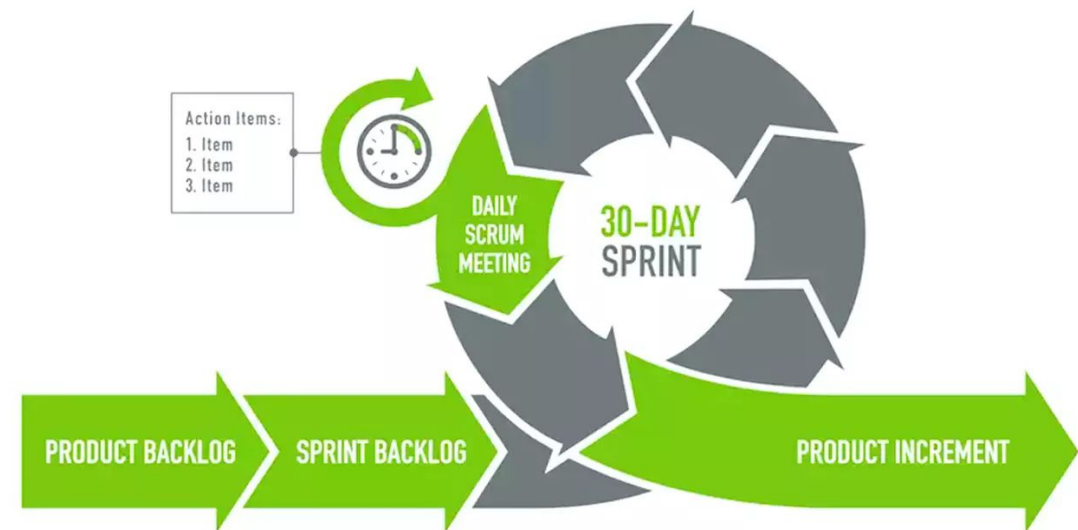 Action Items:
1. Item
2. Item
3. Item
DAILY
SCRUM
MEETING
30-DAY
SPRINT
PRODUCT BACKLOG
SPRINT BACKLOG
PRODUCT INCREMENT